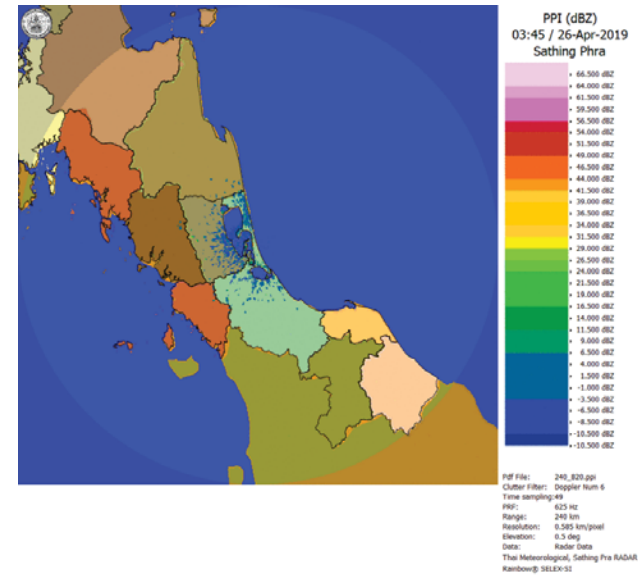 PPI (dBZ)
03:45 / 26-Apr-2019
Sathing Phra
66.500 dBZ
64.000 dBZ
61.500 dBZ
59.500 dBZ
56.500 dBZ
54.000 dBZ
51.500 dBZ
49.000 dBZ
46.500 dBZ
44.000 dBZ
41.500 dBZ
39.000 dBZ
36.500 dBZ
34.000 dBZ
31.500 dBZ
29.000 dBZ
26.500 dBZ
24.000 dBZ
21.500 dBZ
16.500 dBZ
14.000 dBZ
11.500 dBZ
9.000 dBZ
6.500 dBZ
4.000 dBZ
1.500 dBZ
-1.000 dBZ
-3.500 dBZ
-6.500 dBZ
-8.500 dBZ
-10.500 dBZ
-10.500 dBZ
Pdf File: 240_820.ppi
Clutter Filter: Doppler Num 6
Time sampling:49
PRF: 625 Hz
Range: 240 km
Resolution: 0.585 km/pixel
Elevation: 0.5 deg
Data: Radar Data
Thai Meteorological, Sathing Pra RADAR
Rainbow® SELEX-SI